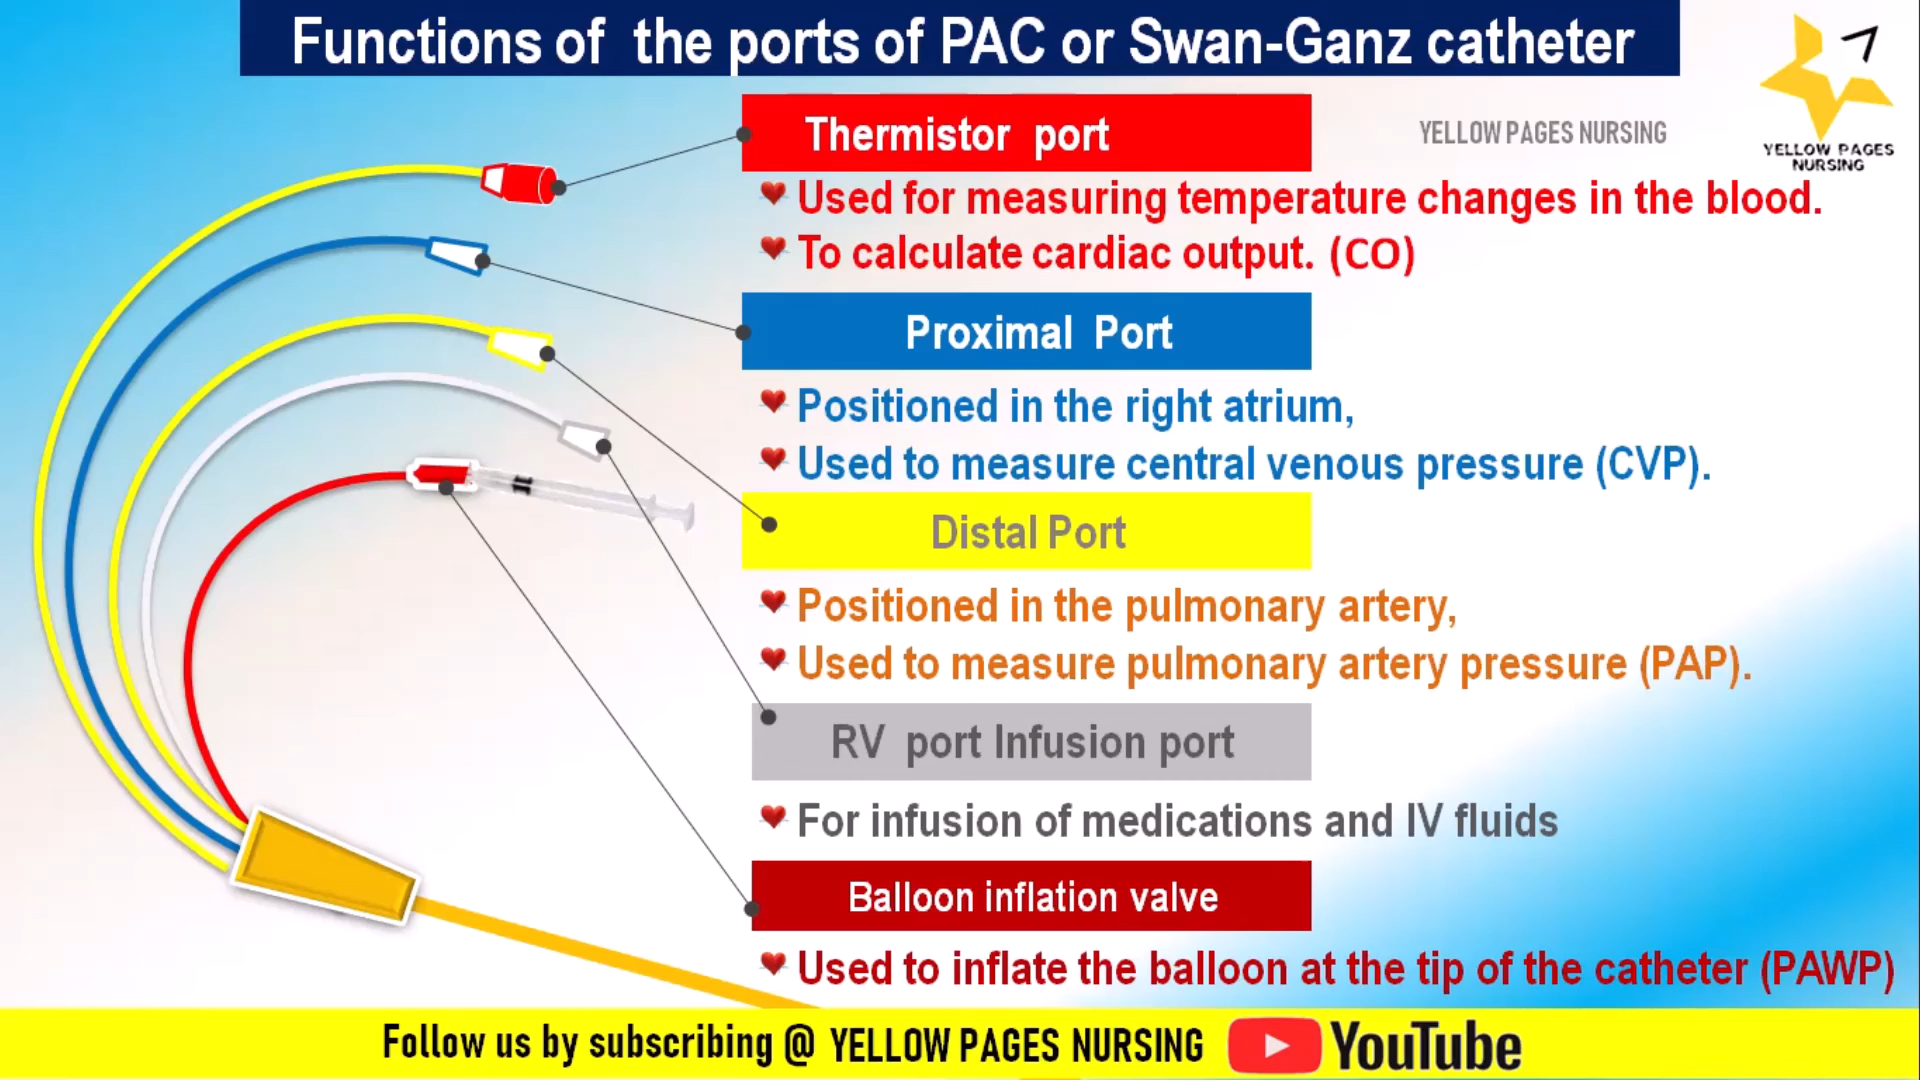 Functions of the ports of PAC or Swan-Ganz catheter
YELLOW PAGES
NURSING
Thermistor port
YELLOW PAGES NURSING
Used for measuring temperature changes in the blood.
To calculate cardiac output. (CO)
Proximal Port
Positioned in the right atrium,
Used to measure central venous pressure (CVP).
Distal Port
Positioned in the pulmonary artery,
Used to measure pulmonary artery pressure (PAP).
RV port Infusion port
For infusion of medications and IV fluids
Balloon inflation valve
Used to inflate the balloon at the tip of the catheter (PAWP)
Follow us by subscribing @ YELLOW PAGES NURSING YouTube